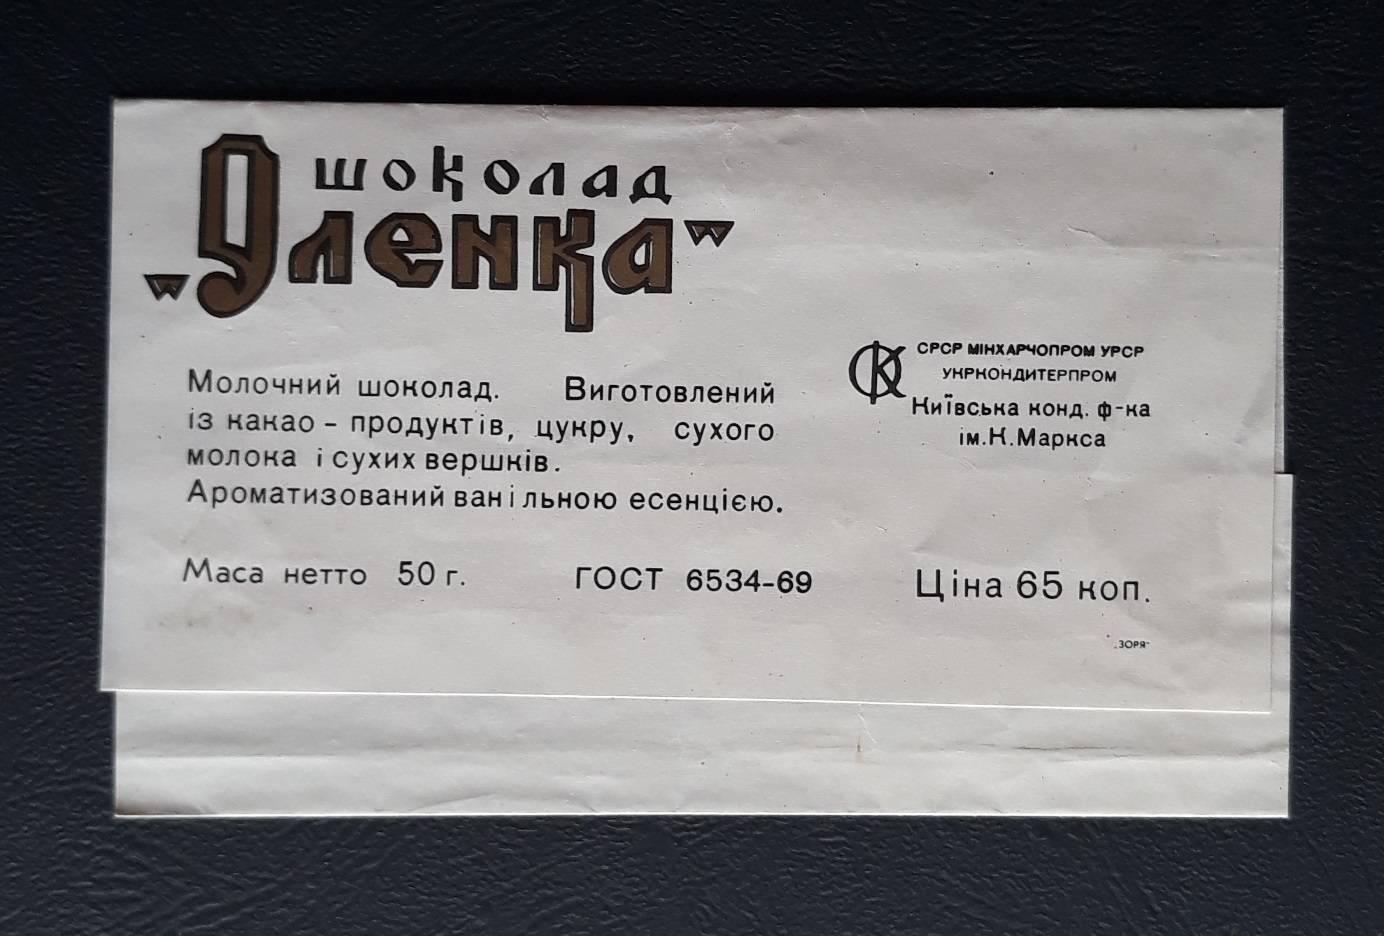 шоколад
„Оленка"
Молочний шоколад. Виготовлений
із какао - продуктів, цукру, сухого
молока і сухих вершків.
Ароматизований ванільною есенцією.
СРСР МІНХАРЧОПРОМ УРСР
УКРКОНДИТЕРПРОМ
Київська конд. ф-ка
ім.К.Маркса
Маса нетто 50 г. ГОСТ 6534-69 Ціна 65 коп.
„ЗОРЯ"